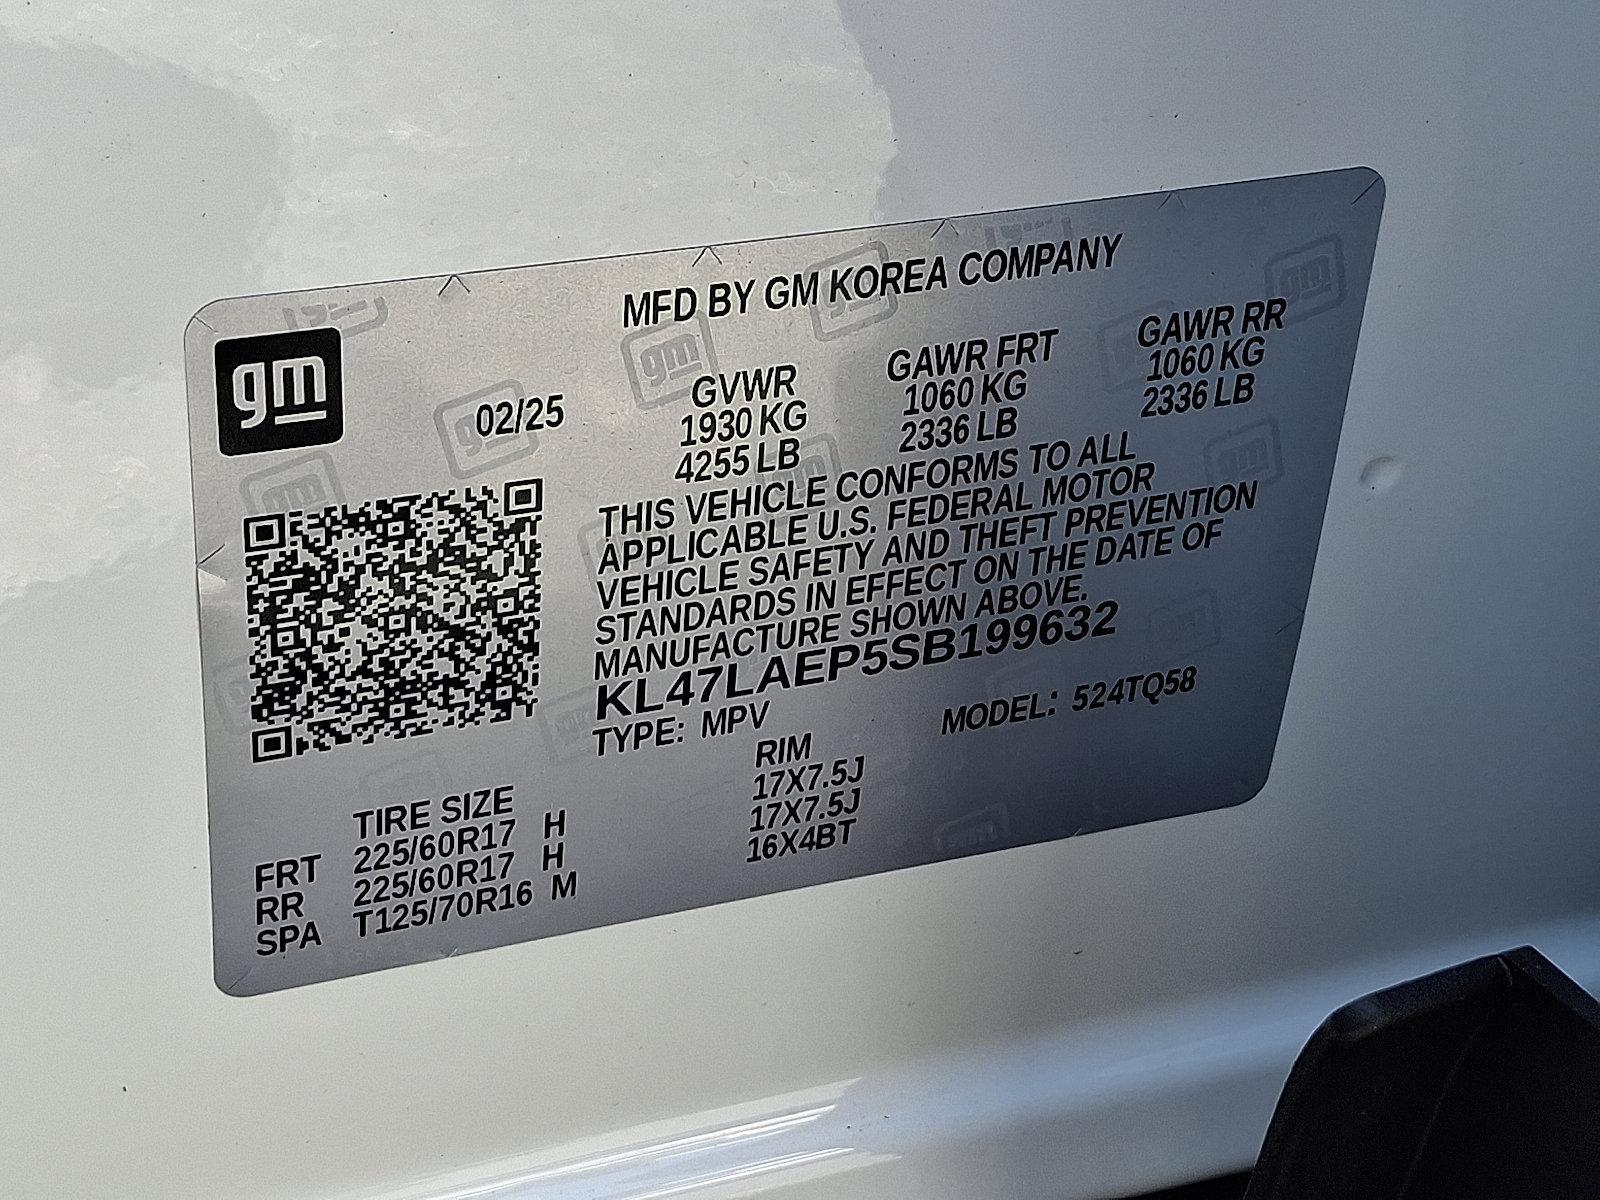 MFD BY GM KOREA COMPANY
gm
02/25
GVWR GAWR FRT GAWR RR
1930 KG 1060 KG 1060 KG
4255 LB 2336 LB 2336 LB
THIS VEHICLE CONFORMS TO ALL
APPLICABLE U.S. FEDERAL MOTOR
VEHICLE SAFETY AND THEFT PREVENTION
STANDARDS IN EFFECT ON THE DATE OF
MANUFACTURE SHOWN ABOVE.
KL47LAEP5SB199632
TYPE: MPV MODEL: 524TQ58
TIRE SIZE RIM
FRT 225/60R17 H 17X7.5J
RR 225/60R17 H 17X7.5J
SPA T125/70R16 M 16X4BT